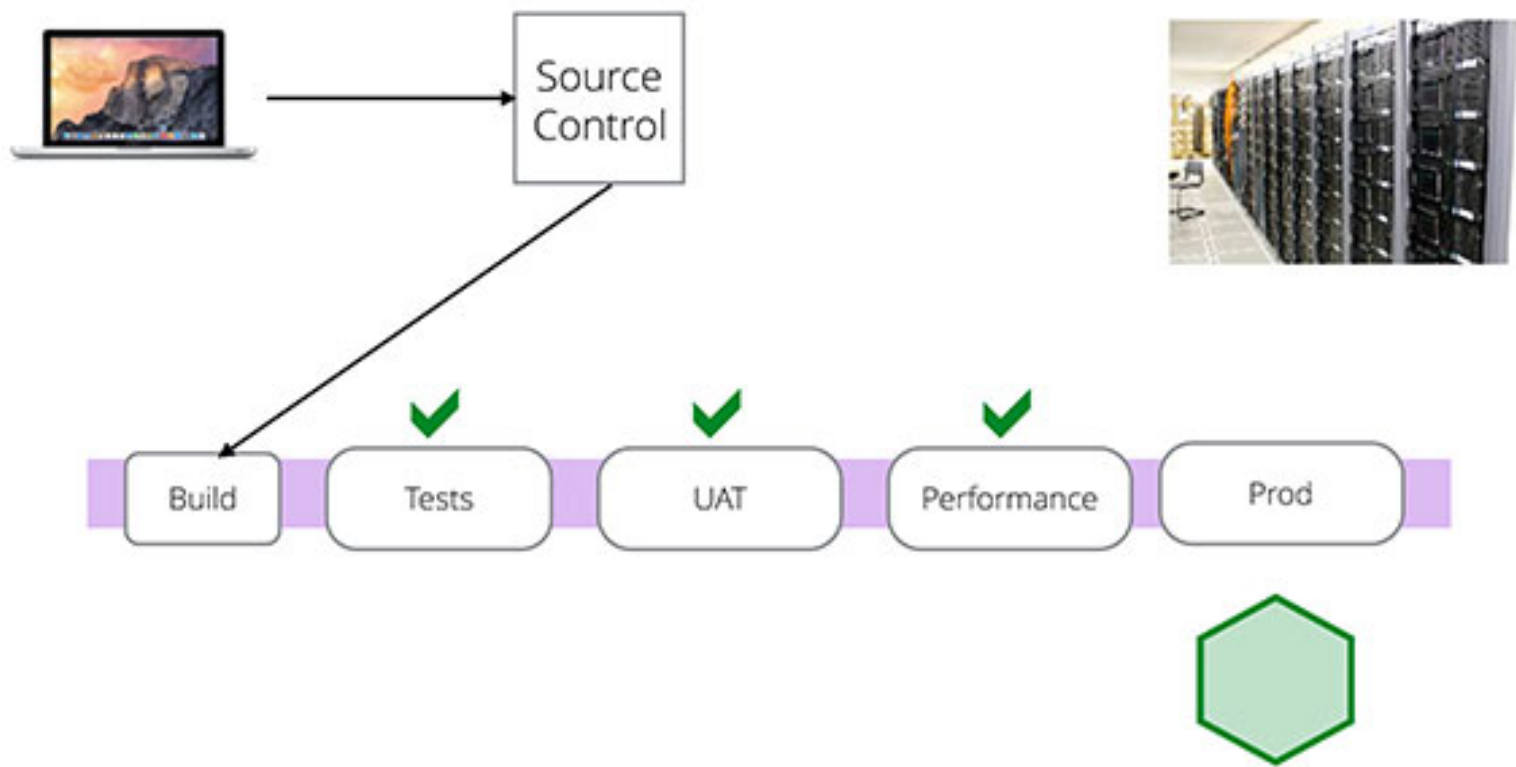 Source
Control
Build
Tests
UAT
Performance
Prod